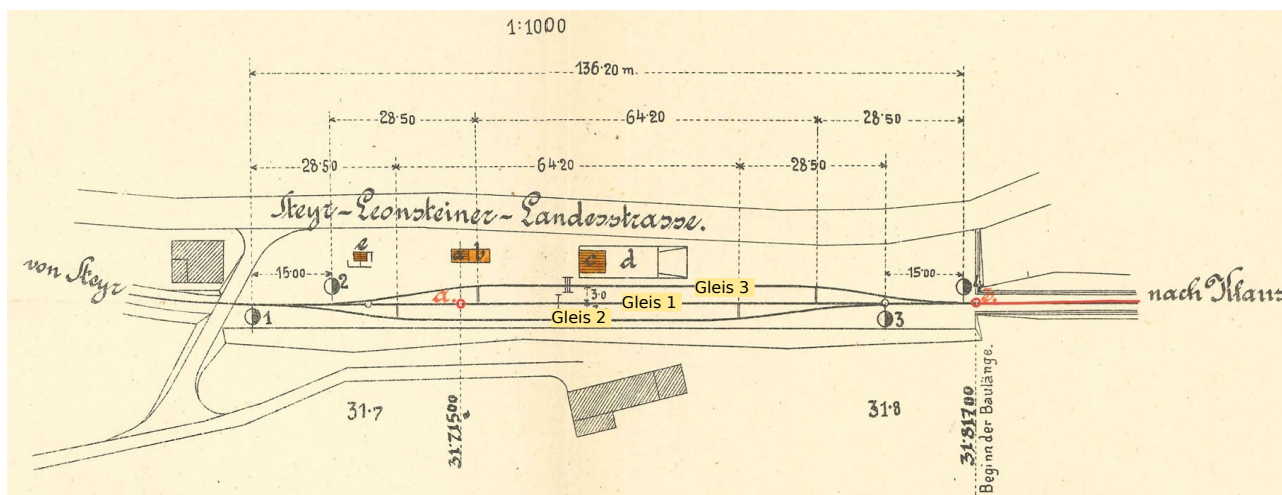 1:1000
136·20 m.
28·50 64·20 28·50
28·50 64·20 28·50
Steyr-Leonsteiner-Landesstrasse.
e a b c d
von Steyr
15·00 2 15·00
a. III 3·0 Gleis 3
I Gleis 1 nach Klaus
1 Gleis 2 3
31·7 31·71500 31·8 31·81700
Beginn der Baulänge.